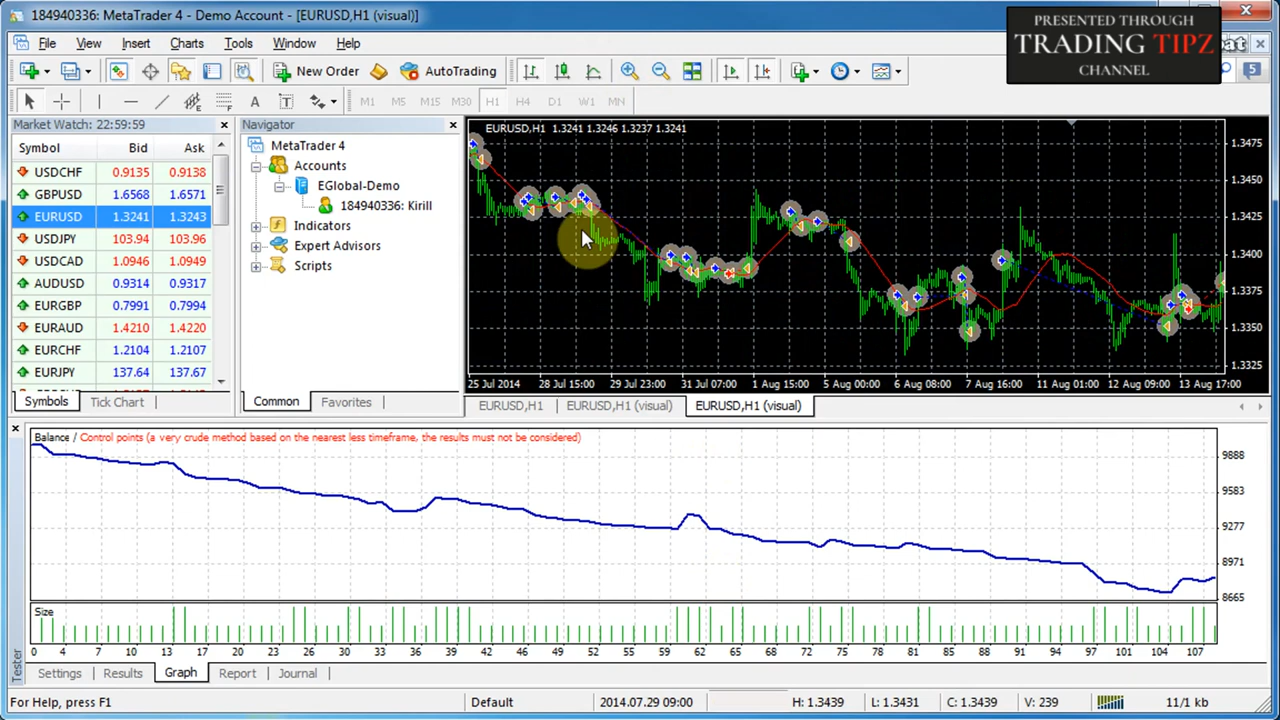 184940336: MetaTrader 4 - Demo Account - [EURUSD,H1 (visual)]
PRESENTED THROUGH
TRADING TIPZ
CHANNEL
File View Insert Charts Tools Window Help
New Order AutoTrading
5
A T M1 M5 M15 M30 H1 H4 D1 W1 MN
Market Watch: 22:59:59
Symbol Bid Ask
USDCHF 0.9135 0.9138
GBPUSD 1.6568 1.6571
EURUSD 1.3241 1.3243
USDJPY 103.94 103.96
USDCAD 1.0946 1.0949
AUDUSD 0.9314 0.9317
EURGBP 0.7991 0.7994
EURAUD 1.4210 1.4220
EURCHF 1.2104 1.2107
EURJPY 137.64 137.67
Symbols Tick Chart
Navigator
MetaTrader 4
Accounts
EGlobal-Demo
184940336: Kirill
Indicators
Expert Advisors
Scripts
Common Favorites
EURUSD,H1 1.3241 1.3246 1.3237 1.3241
1.3475
1.3450
1.3425
1.3400
1.3375
1.3350
1.3325
25 Jul 2014 28 Jul 15:00 29 Jul 23:00 31 Jul 07:00 1 Aug 15:00 5 Aug 00:00 6 Aug 08:00 7 Aug 16:00 11 Aug 01:00 12 Aug 09:00 13 Aug 17:00
EURUSD,H1 EURUSD,H1 (visual) EURUSD,H1 (visual)
Balance / Control points (a very crude method based on the nearest less timeframe, the results must not be considered)
9888
9583
9277
8971
8665
Size
0 4 7 10 13 17 20 23 26 30 33 36 39 42 46 49 52 55 59 62 65 68 72 75 78 81 84 88 91 94 97 101 104 107
Tester
Settings Results Graph Report Journal
For Help, press F1 Default 2014.07.29 09:00 H: 1.3439 L: 1.3431 C: 1.3439 V: 239 11/1 kb